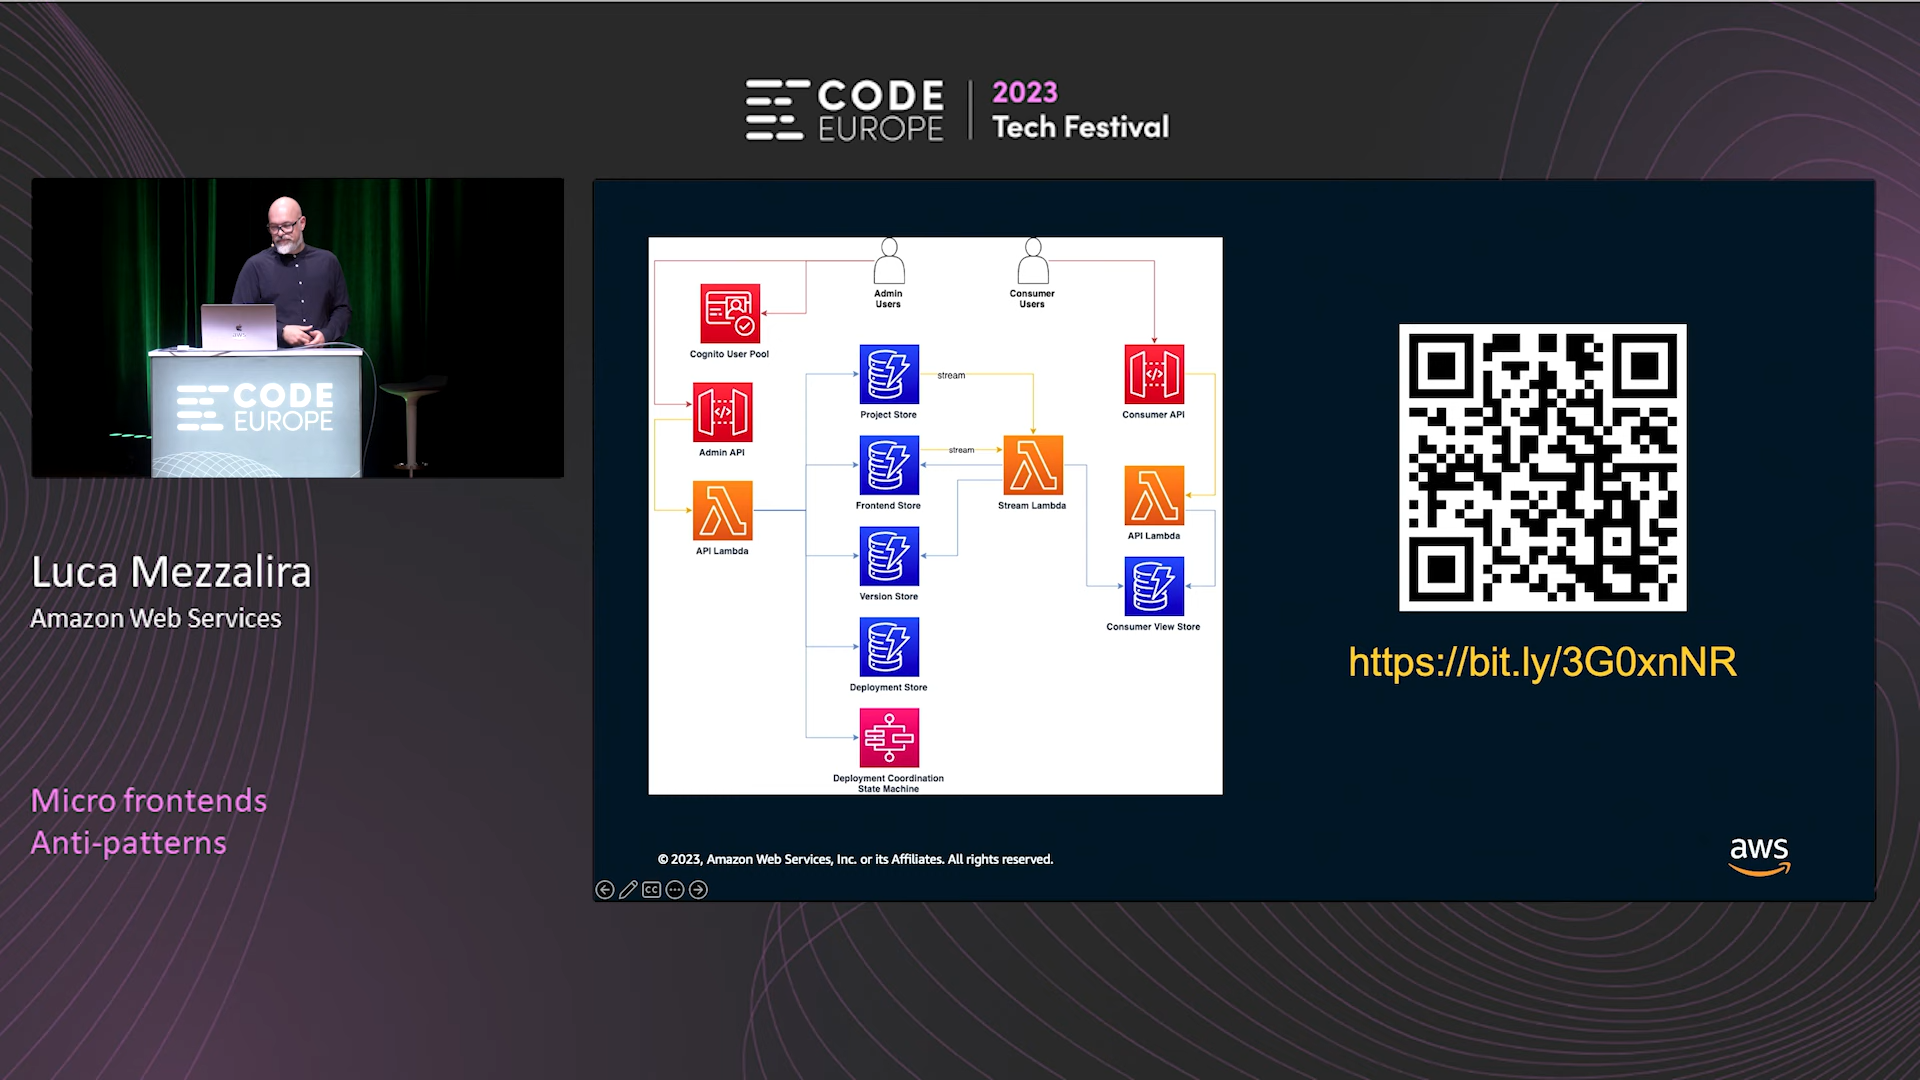 CODE
EUROPE
2023
Tech Festival
aws
CODE
EUROPE
Luca Mezzalira
Amazon Web Services
Micro frontends
Anti-patterns
Admin
Users
Consumer
Users
Cognito User Pool
Project Store
stream
Consumer API
Admin API
stream
Frontend Store
Stream Lambda
API Lambda
API Lambda
Version Store
Consumer View Store
Deployment Store
Deployment Coordination
State Machine
https://bit.ly/3G0xnNR
© 2023, Amazon Web Services, Inc. or its Affiliates. All rights reserved.
aws
CC